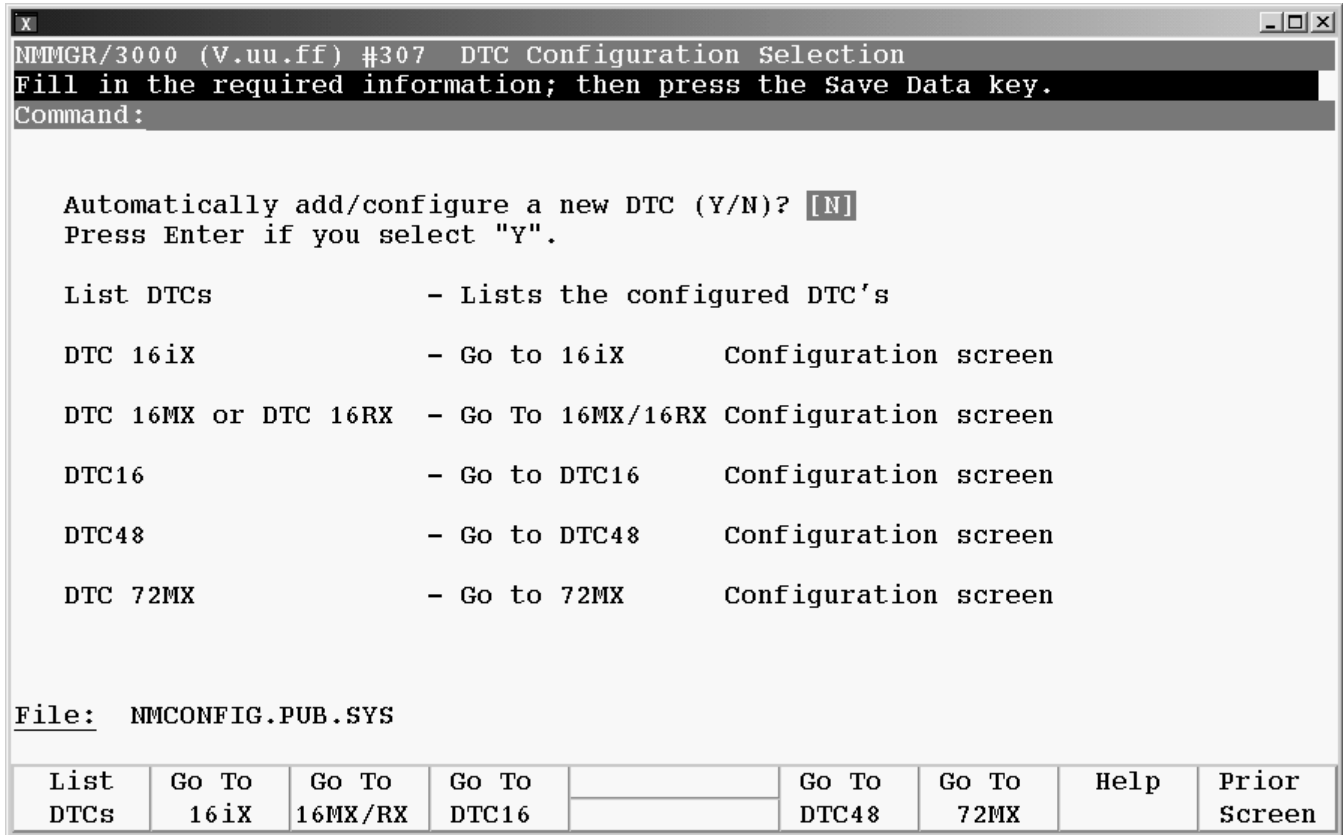 X
NMMGR/3000 (V.uu.ff) #307 DTC Configuration Selection
Fill in the required information; then press the Save Data key.
Command:
Automatically add/configure a new DTC (Y/N)? [N]
Press Enter if you select "Y".
List DTCs - Lists the configured DTC's
DTC 16iX - Go to 16iX Configuration screen
DTC 16MX or DTC 16RX - Go To 16MX/16RX Configuration screen
DTC16 - Go to DTC16 Configuration screen
DTC48 - Go to DTC48 Configuration screen
DTC 72MX - Go to 72MX Configuration screen
File: NMCONFIG.PUB.SYS
List Go To Go To Go To Go To Go To Help Prior
DTCs 16iX 16MX/RX DTC16 DTC48 72MX Screen